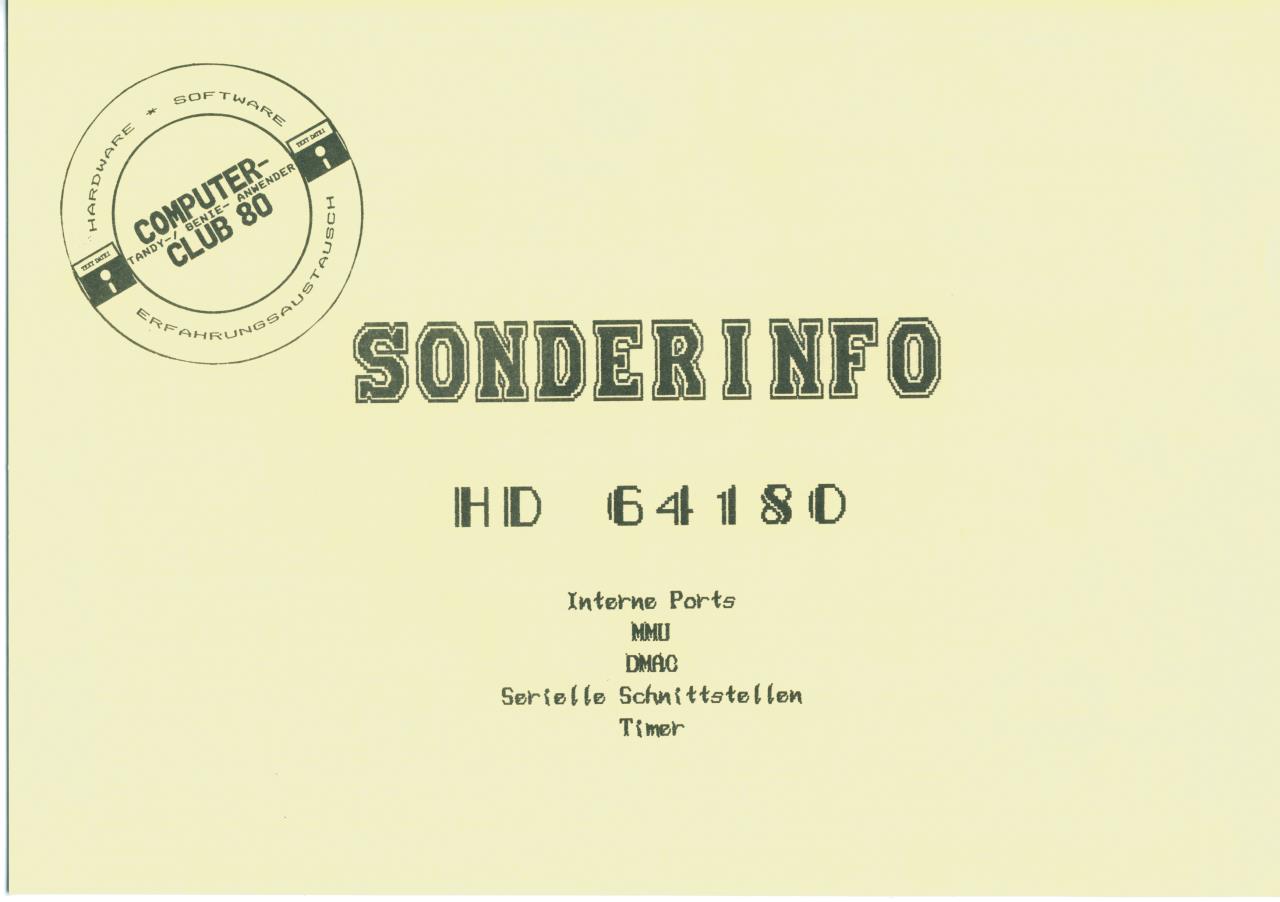 HARDWARE * SOFTWARE
TEXT DATEI
COMPUTER-
TANDY-/ BENIE- ANWENDER
CLUB 80
TEXT DATEI
ERFAHRUNGSAUSTAUSCH
SONDERINFO
HD 64180
Interne Ports
MMU
DMAC
Serielle Schnittstellen
Timer